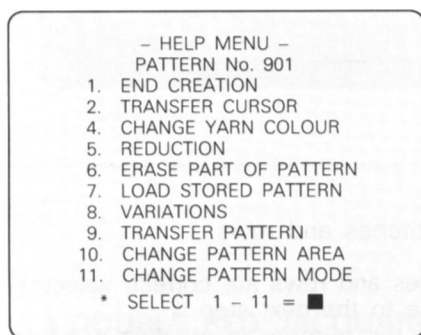 – HELP MENU –
PATTERN No. 901
1. END CREATION
2. TRANSFER CURSOR
4. CHANGE YARN COLOUR
5. REDUCTION
6. ERASE PART OF PATTERN
7. LOAD STORED PATTERN
8. VARIATIONS
9. TRANSFER PATTERN
10. CHANGE PATTERN AREA
11. CHANGE PATTERN MODE
* SELECT 1 – 11 = ■